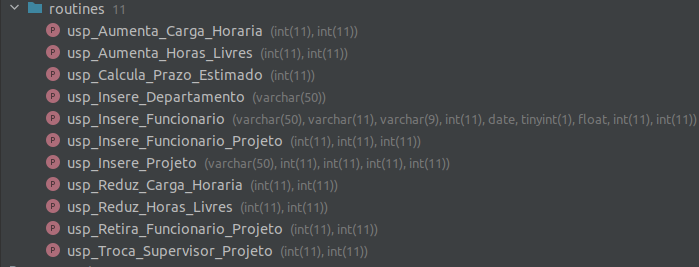 routines 11
usp_Aumenta_Carga_Horaria (int(11), int(11))
usp_Aumenta_Horas_Livres (int(11), int(11))
usp_Calcula_Prazo_Estimado (int(11))
usp_Insere_Departamento (varchar(50))
usp_Insere_Funcionario (varchar(50), varchar(11), varchar(9), int(11), date, tinyint(1), float, int(11), int(11))
usp_Insere_Funcionario_Projeto (int(11), int(11), int(11))
usp_Insere_Projeto (varchar(50), int(11), int(11), int(11), int(11))
usp_Reduz_Carga_Horaria (int(11), int(11))
usp_Reduz_Horas_Livres (int(11), int(11))
usp_Retira_Funcionario_Projeto (int(11), int(11))
usp_Troca_Supervisor_Projeto (int(11), int(11))